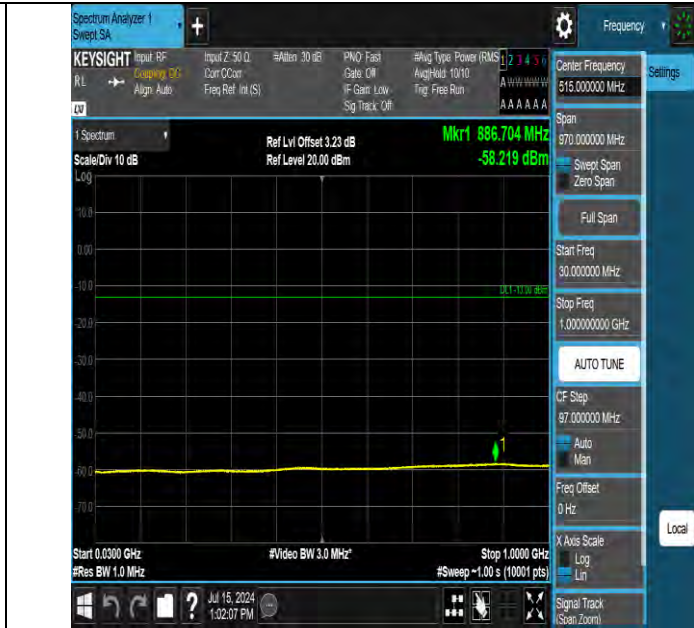 Spectrum Analyzer 1
Swept SA
+
Frequency
KEYSIGHT
RL
LXI
Input: RF
Coupling: DC
Align: Auto
Input Z: 50 Ω
Corr CCorr
Freq Ref: Int (S)
#Atten: 30 dB
PNO: Fast
Gate: Off
IF Gain: Low
Sig Track: Off
#Avg Type: Power (RMS
Avg|Hold: 10/10
Trig: Free Run
1 2 3 4 5 6
A W W W W W
A A A A A A
1 Spectrum
Scale/Div 10 dB
Log
Ref Lvl Offset 3.23 dB
Ref Level 20.00 dBm
Mkr1 886.704 MHz
-58.219 dBm
10.0
0.00
-10.0
DL1 -13.00 dBm
-20.0
-30.0
-40.0
-50.0
1
-60.0
-70.0
Start 0.0300 GHz
#Res BW 1.0 MHz
#Video BW 3.0 MHz*
Stop 1.0000 GHz
#Sweep ~1.00 s (10001 pts)
?
Jul 15, 2024
1:02:07 PM
Center Frequency
515.000000 MHz
Settings
Span
970.000000 MHz
Swept Span
Zero Span
Full Span
Start Freq
30.000000 MHz
Stop Freq
1.000000000 GHz
AUTO TUNE
CF Step
97.000000 MHz
Auto
Man
Freq Offset
0 Hz
Local
X Axis Scale
Log
Lin
Signal Track
(Span Zoom)